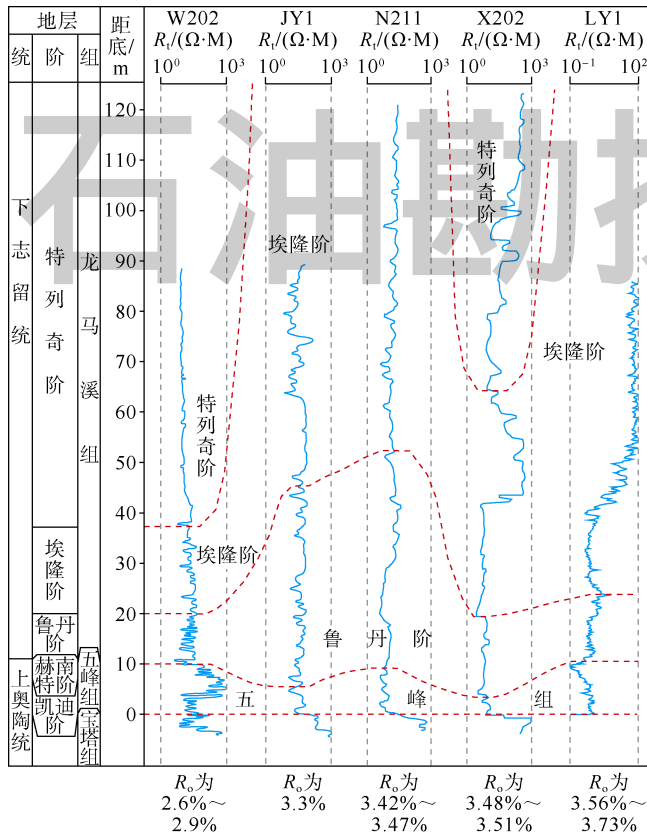 地层
统 阶 组
距底/m
W202 JY1 N211 X202 LY1
Rt/(Ω·M) Rt/(Ω·M) Rt/(Ω·M) Rt/(Ω·M) Rt/(Ω·M)
10⁰ 10³ 10⁰ 10³ 10⁰ 10³ 10⁰ 10³ 10⁻¹ 10²
120
110
100
90
80
70
60
50
40
30
20
10
0
下志留统
上奥陶统
特列奇阶
埃隆阶
鲁丹阶
赫南特阶
凯迪阶
龙马溪组
五峰组
宝塔组
石油勘探
特列奇阶
埃隆阶
埃隆阶
特列奇阶
埃隆阶
鲁丹阶
五峰组
Ro为 Ro为 Ro为 Ro为 Ro为
2.6%～ 3.3% 3.42%～ 3.48%～ 3.56%～
2.9% 3.47% 3.51% 3.73%